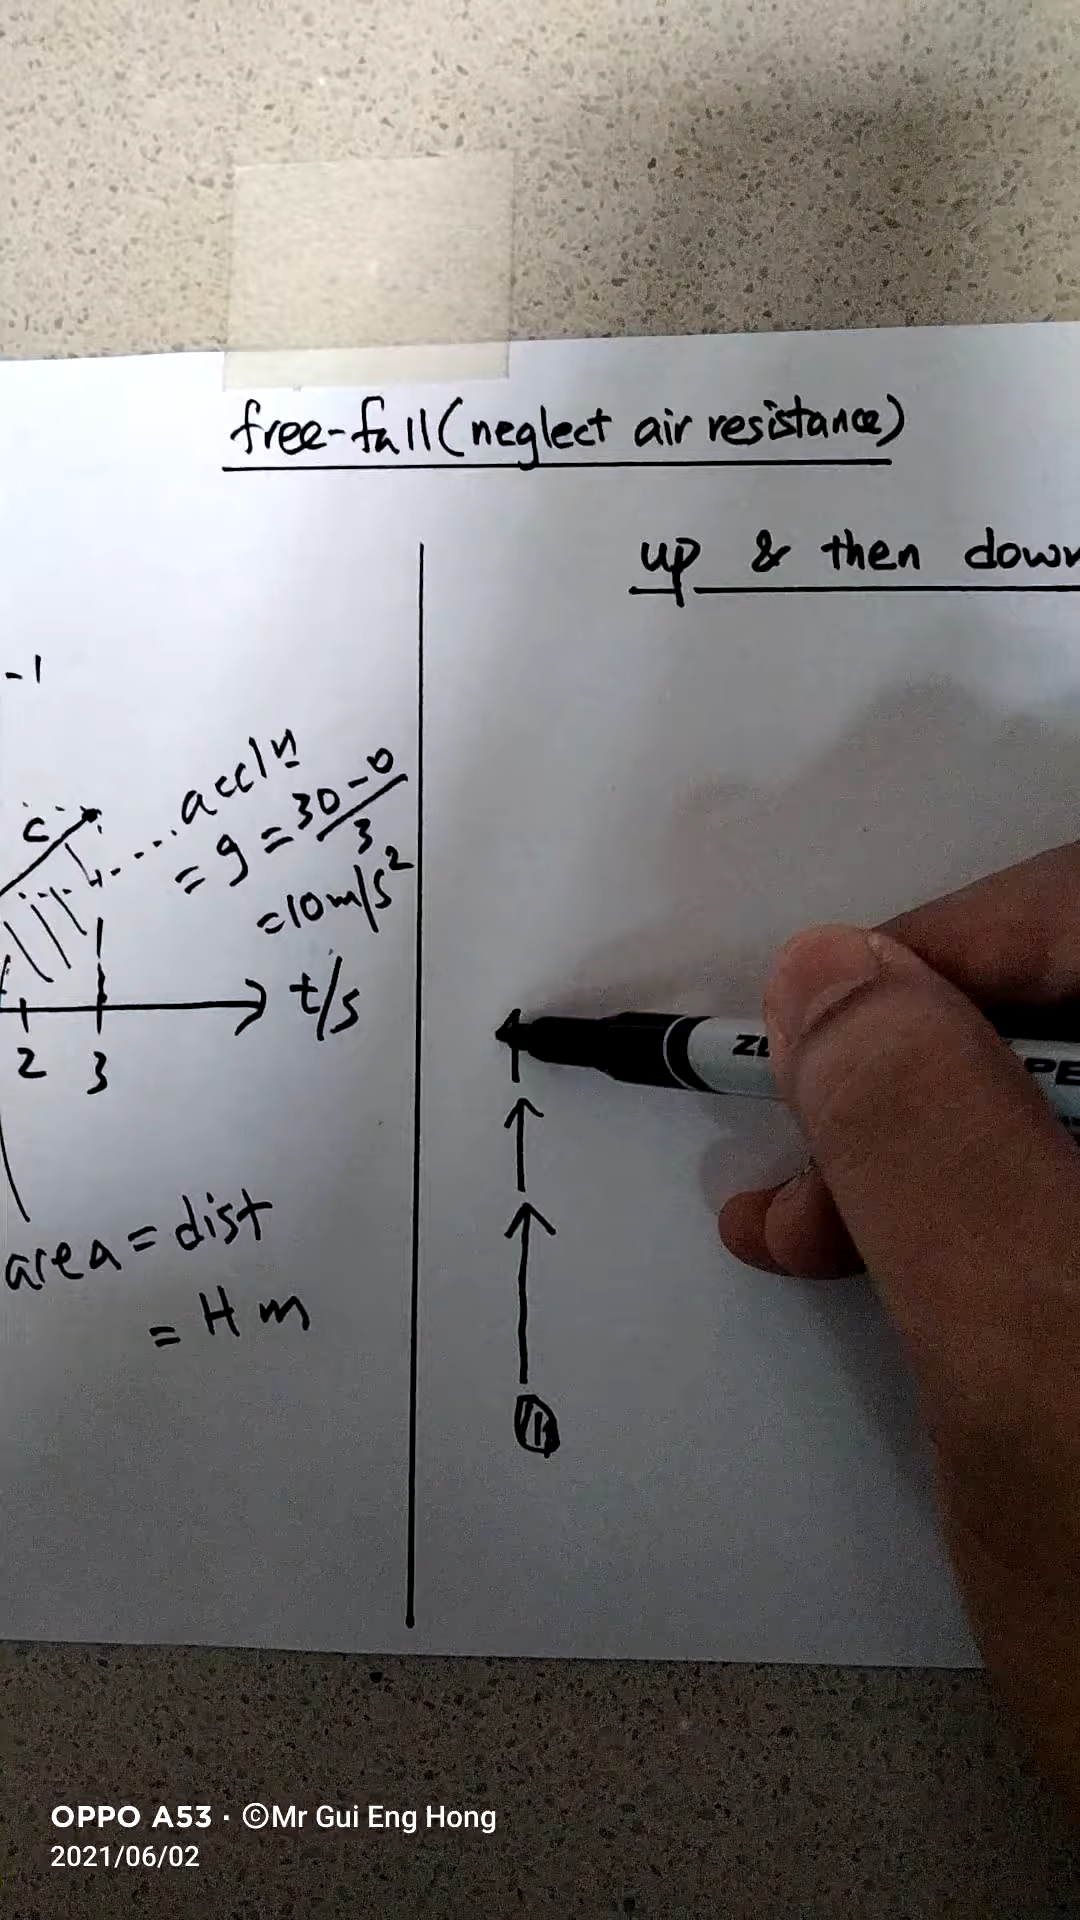 free-fall (neglect air resistance)
up & then down
-1
c
accln
= g = 30-0
3
=10m/s²
t/s
2 3
area = dist
= H m
OPPO A53 · ©Mr Gui Eng Hong
2021/06/02